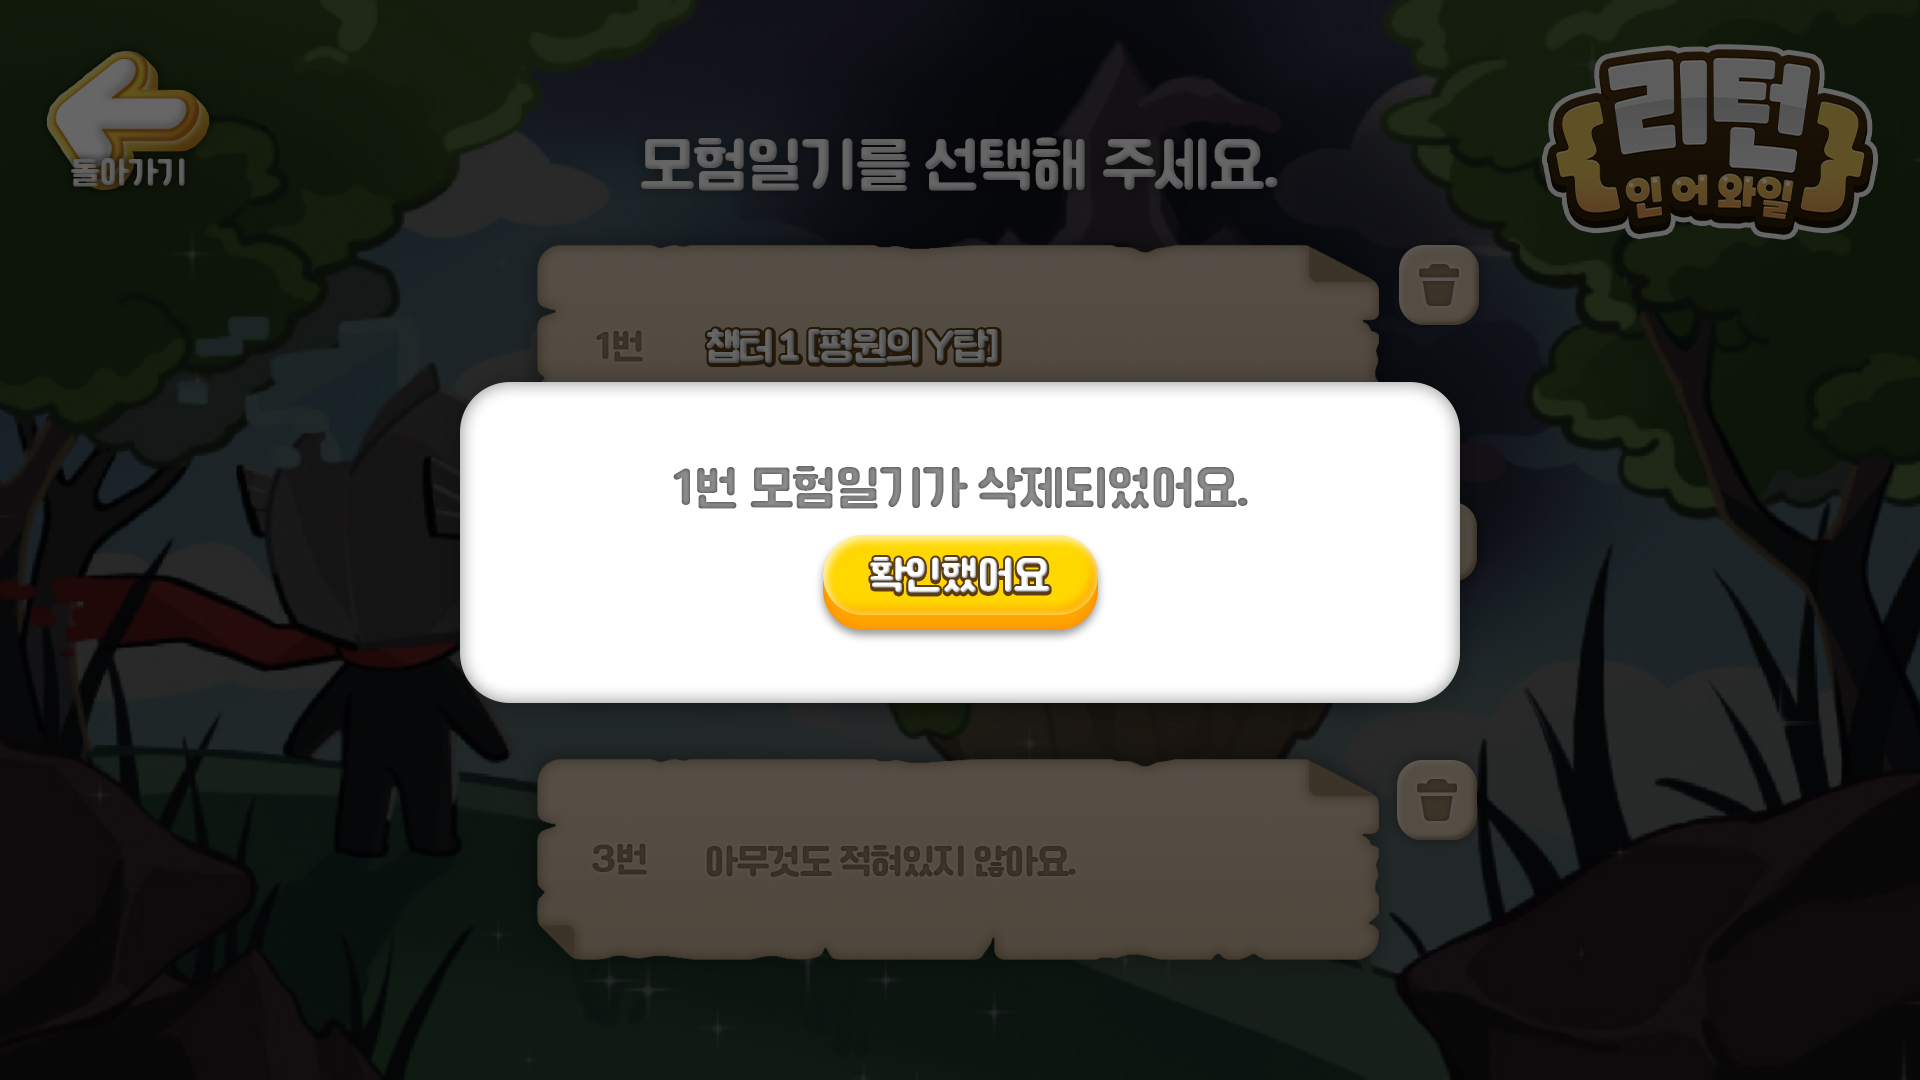 돌아가기
모험일기를 선택해 주세요.
리턴
인 어 와일
1번
챕터 1 [평원의 Y탑]
1번 모험일기가 삭제되었어요.
확인했어요
3번
아무것도 적혀있지 않아요.